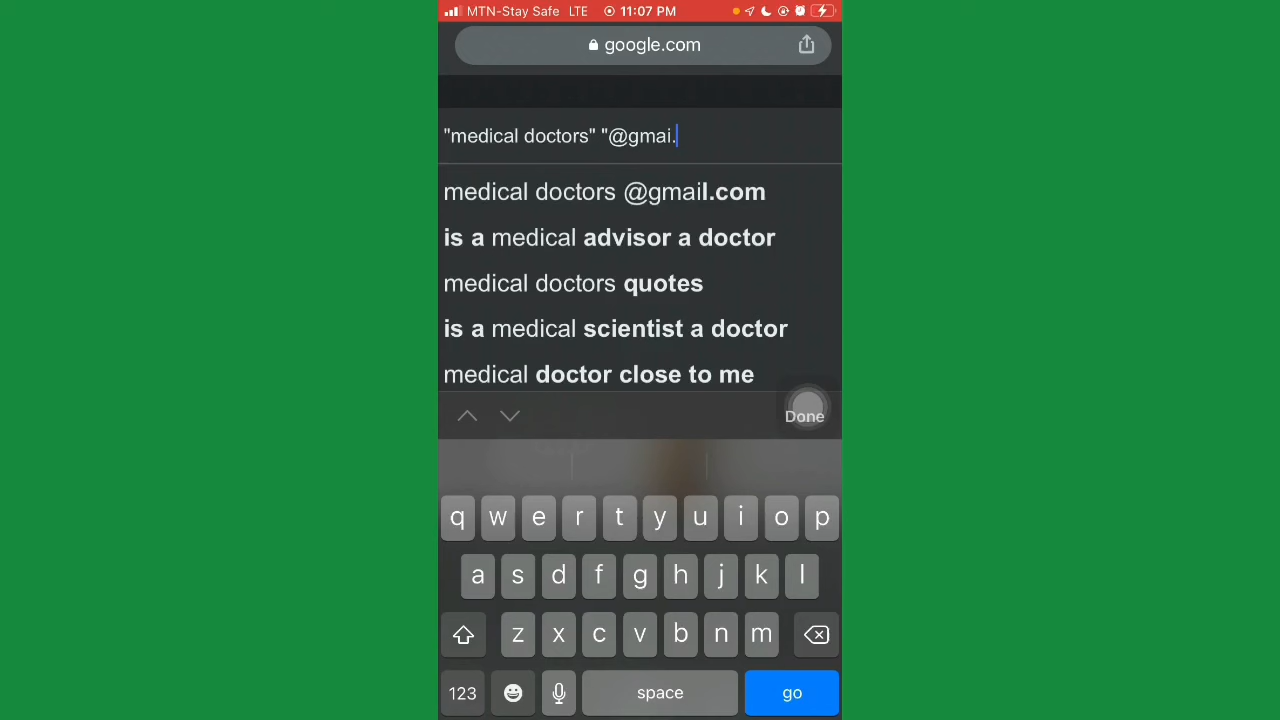 MTN-Stay Safe LTE 11:07 PM
google.com
"medical doctors" "@gmai.
medical doctors @gmail.com
is a medical advisor a doctor
medical doctors quotes
is a medical scientist a doctor
medical doctor close to me
Done
q w e r t y u i o p
a s d f g h j k l
z x c v b n m
123 space go